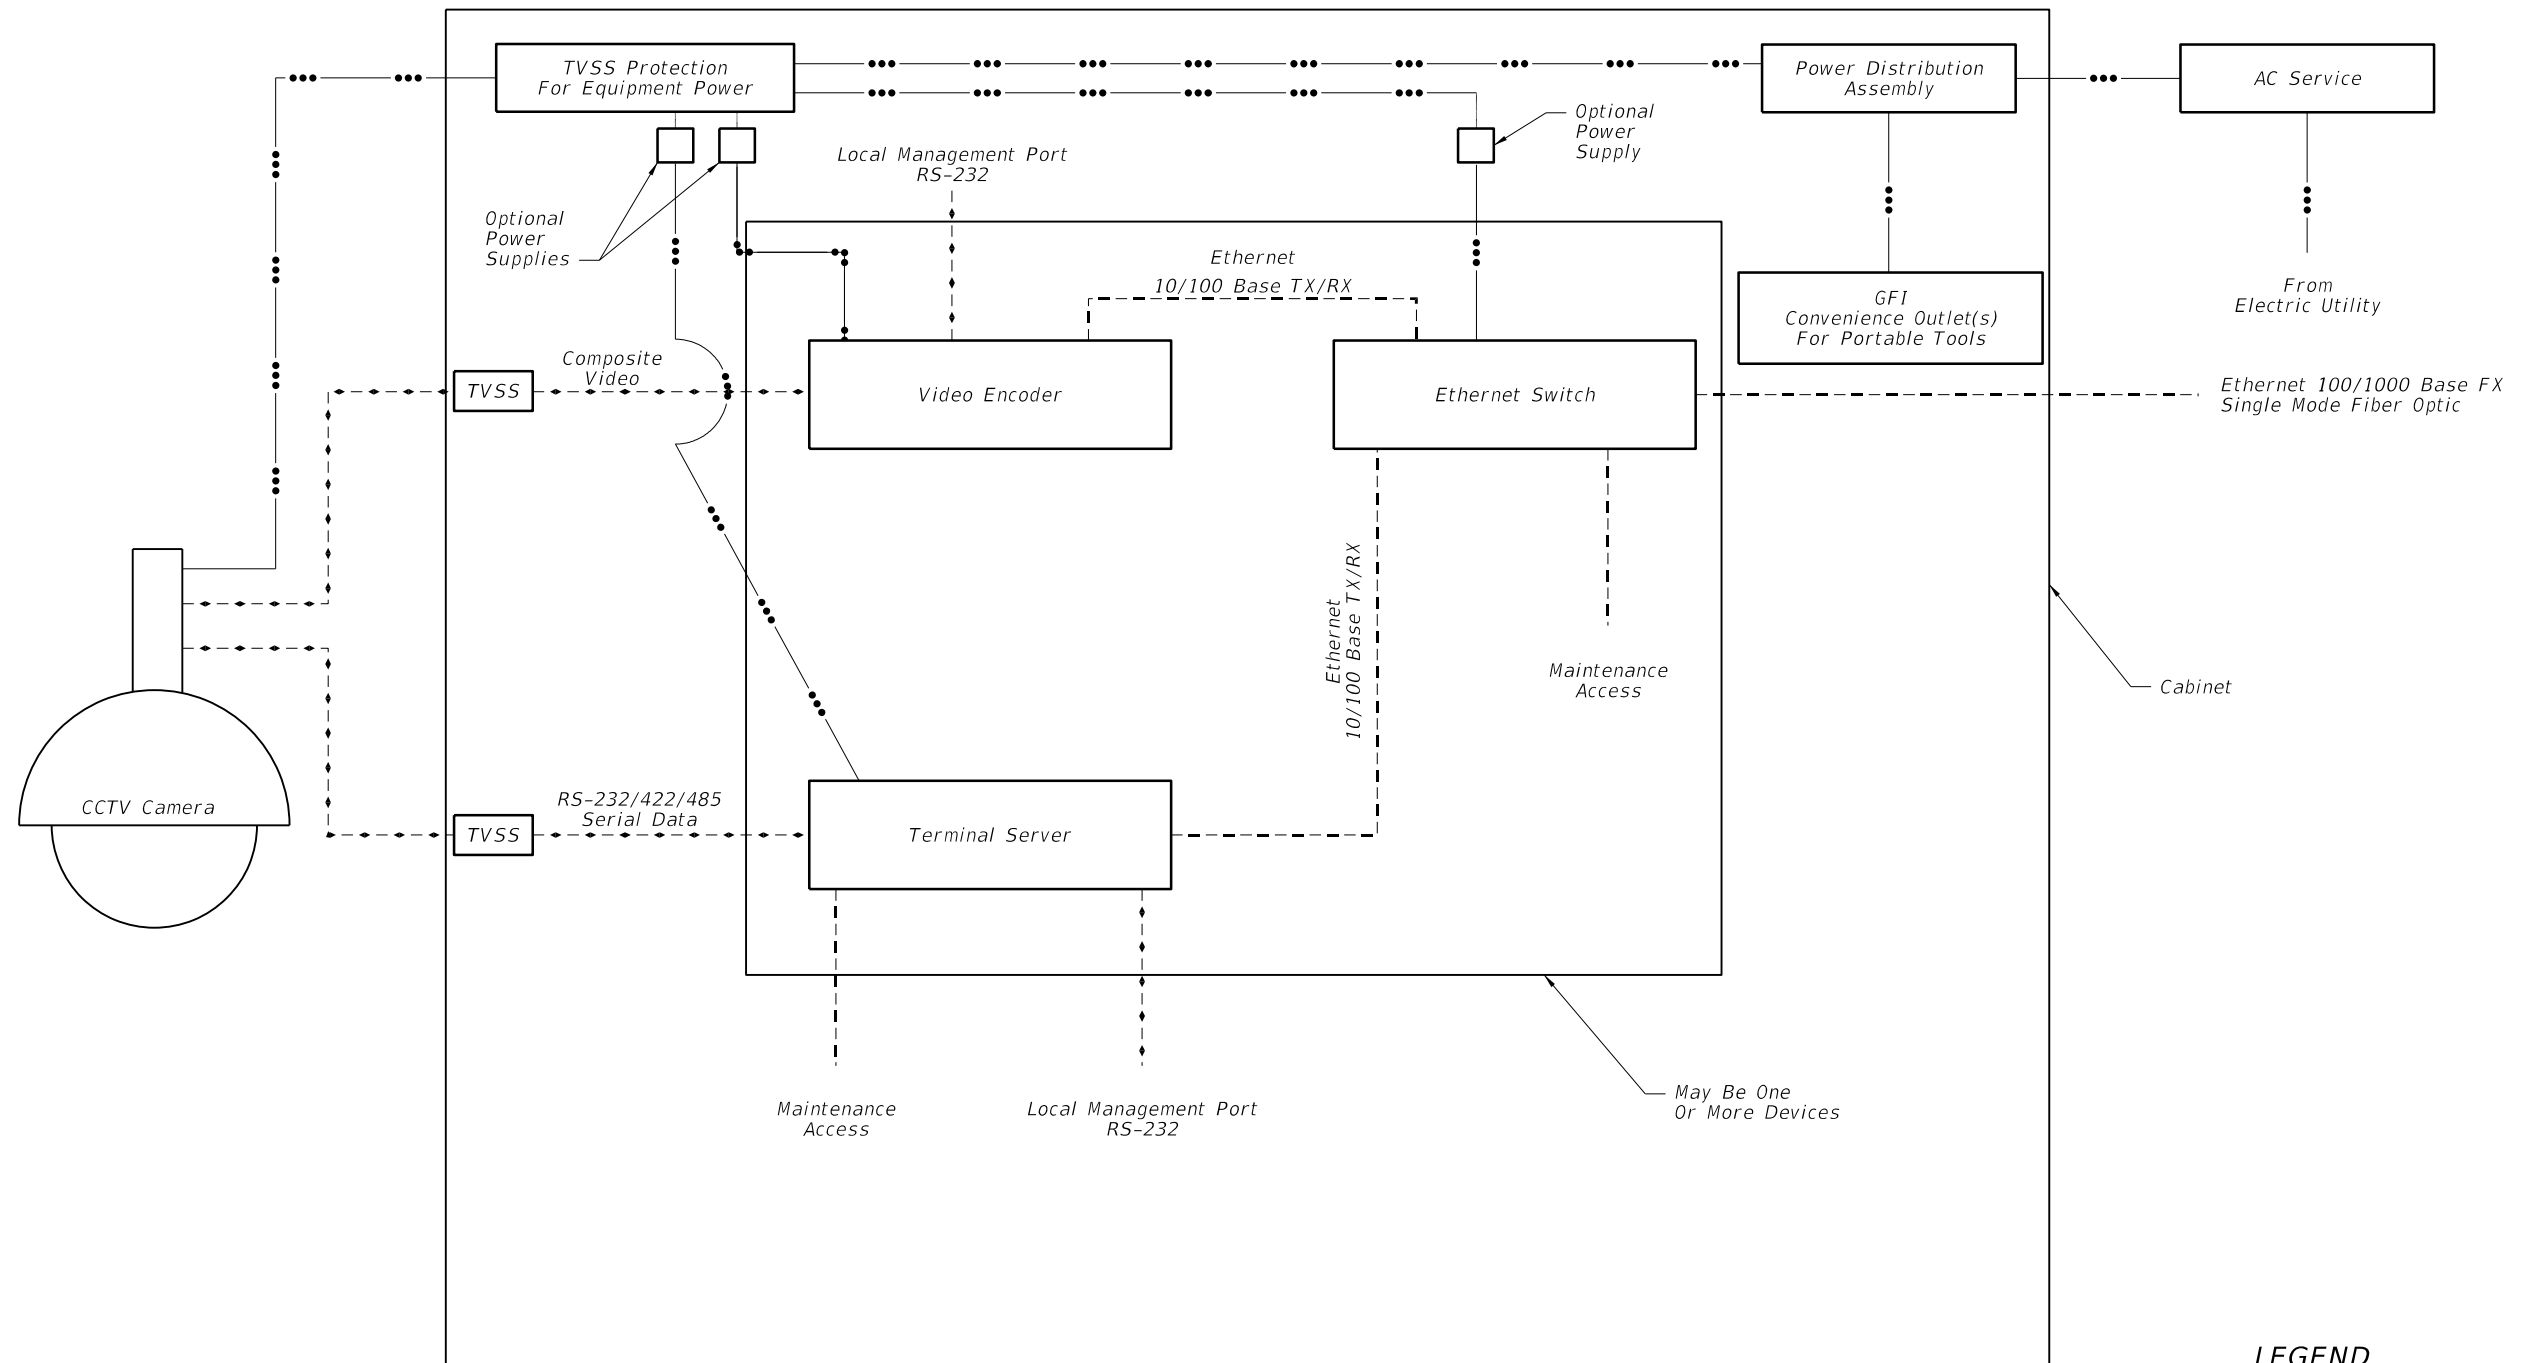 TVSS Protection
For Equipment Power
Power Distribution
Assembly
AC Service
Optional
Power
Supply
Local Management Port
RS-232
Optional
Power
Supplies
Ethernet
10/100 Base TX/RX
From
Electric Utility
GFI
Convenience Outlet(s)
For Portable Tools
Composite
Video
TVSS
Video Encoder
Ethernet Switch
Ethernet 100/1000 Base FX
Single Mode Fiber Optic
Ethernet
10/100 Base TX/RX
Maintenance
Access
Cabinet
CCTV Camera
RS-232/422/485
Serial Data
TVSS
Terminal Server
May Be One
Or More Devices
Maintenance
Access
Local Management Port
RS-232
LEGEND